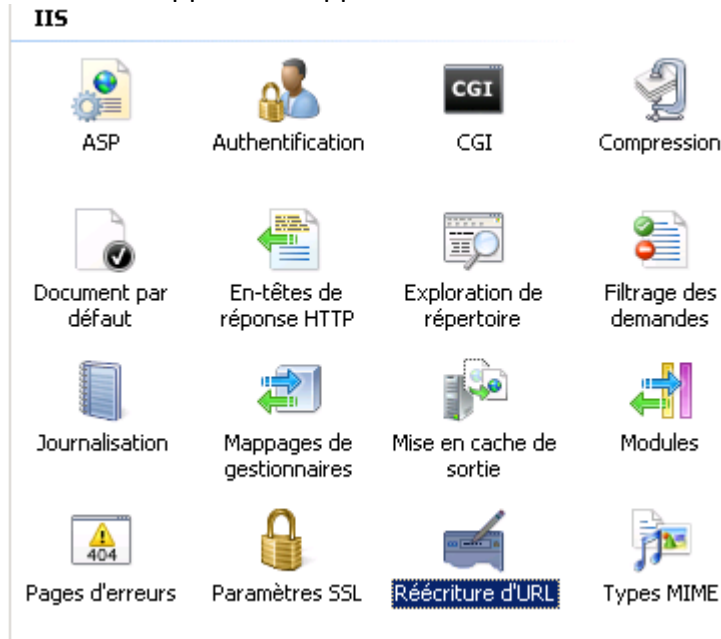 IIS
CGI
ASP
Authentification
CGI
Compression
Document par
défaut
En-têtes de
réponse HTTP
Exploration de
répertoire
Filtrage des
demandes
Journalisation
Mappages de
gestionnaires
Mise en cache de
sortie
Modules
404
Pages d'erreurs
Paramètres SSL
Réécriture d'URL
Types MIME